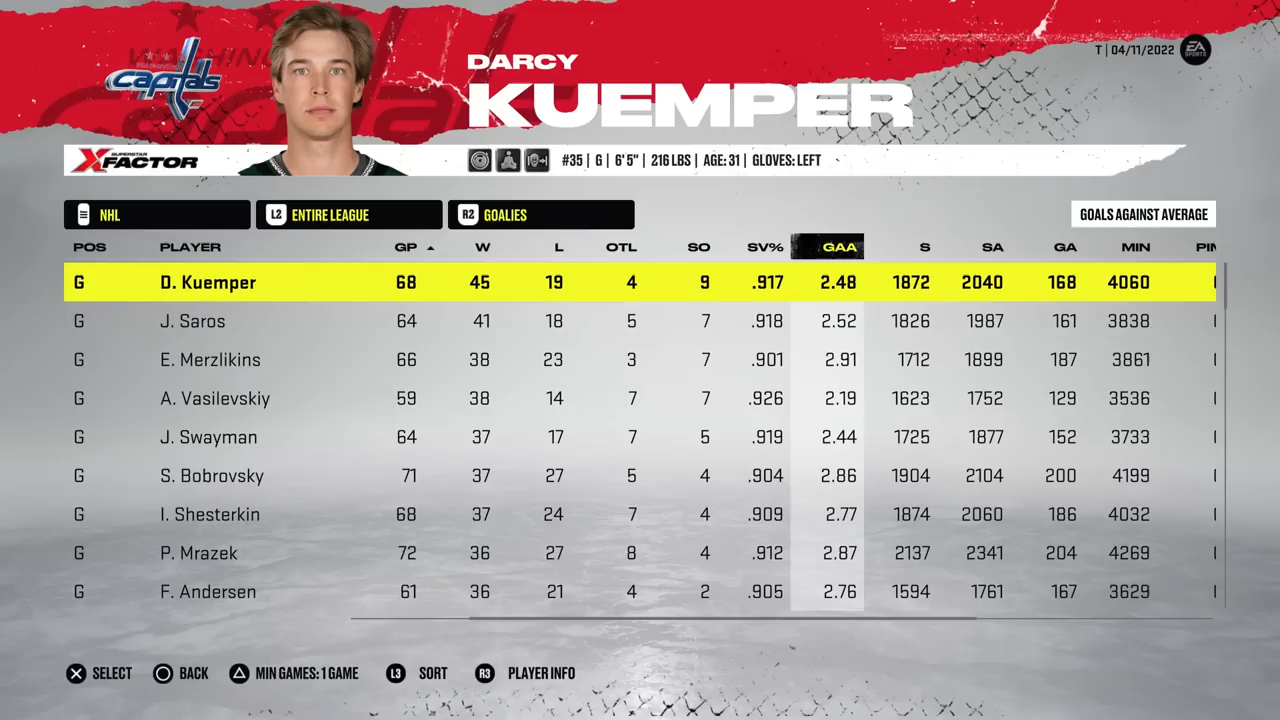 WASHINGTON
capitals
DARCY
KUEMPER
T | 04/11/2022
EA SPORTS
SUPERSTAR
X FACTOR
#35 | G | 6' 5" | 216 LBS | AGE: 31 | GLOVES: LEFT
NHL
L2 ENTIRE LEAGUE
R2 GOALIES
GOALS AGAINST AVERAGE
POS PLAYER GP W L OTL SO SV% GAA S SA GA MIN
G D. Kuemper 68 45 19 4 9 .917 2.48 1872 2040 168 4060
G J. Saros 64 41 18 5 7 .918 2.52 1826 1987 161 3838
G E. Merzlikins 66 38 23 3 7 .901 2.91 1712 1899 187 3861
G A. Vasilevskiy 59 38 14 7 7 .926 2.19 1623 1752 129 3536
G J. Swayman 64 37 17 7 5 .919 2.44 1725 1877 152 3733
G S. Bobrovsky 71 37 27 5 4 .904 2.86 1904 2104 200 4199
G I. Shesterkin 68 37 24 7 4 .909 2.77 1874 2060 186 4032
G P. Mrazek 72 36 27 8 4 .912 2.87 2137 2341 204 4269
G F. Andersen 61 36 21 4 2 .905 2.76 1594 1761 167 3629
SELECT BACK MIN GAMES: 1 GAME L3 SORT R3 PLAYER INFO